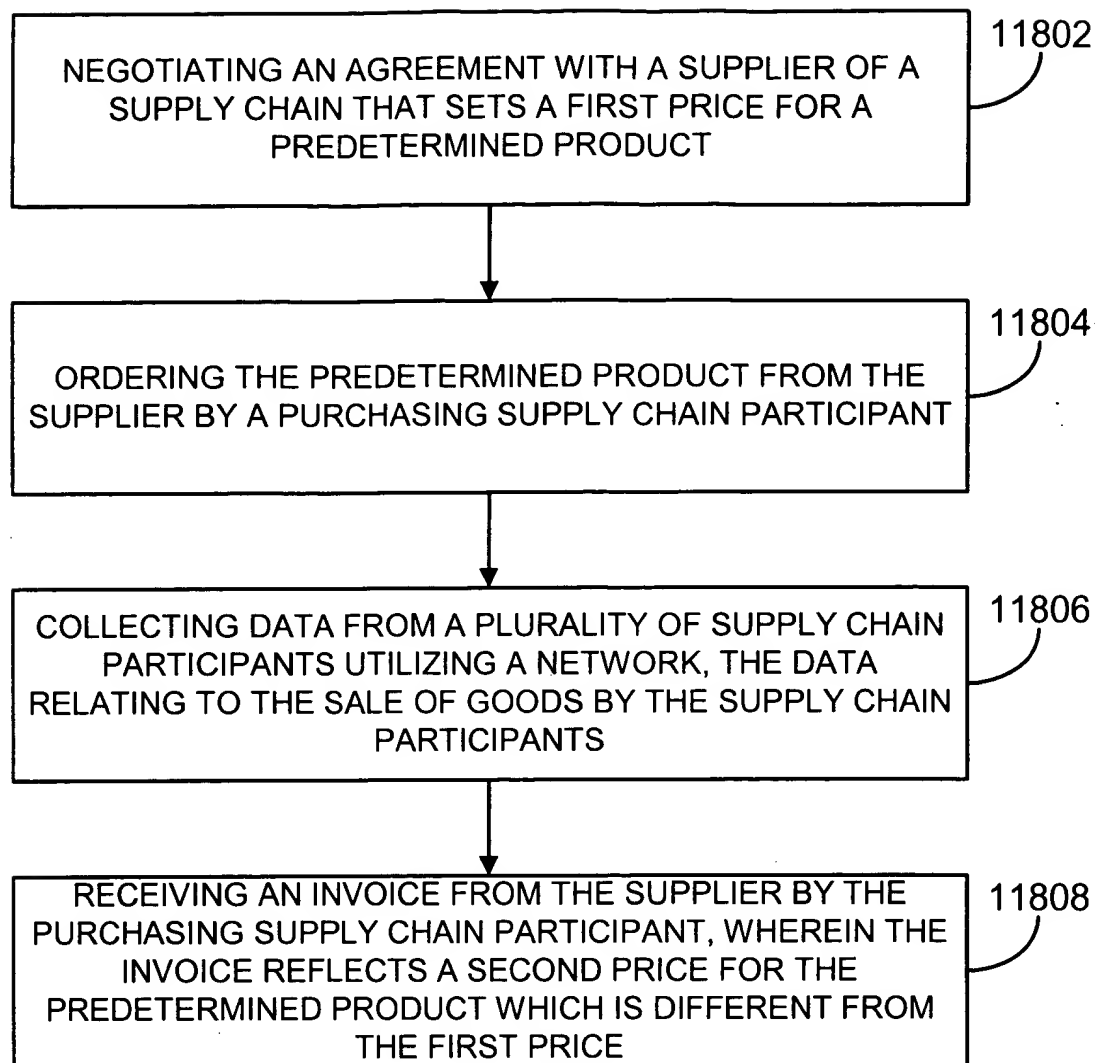 11802
NEGOTIATING AN AGREEMENT WITH A SUPPLIER OF A
SUPPLY CHAIN THAT SETS A FIRST PRICE FOR A
PREDETERMINED PRODUCT
11804
ORDERING THE PREDETERMINED PRODUCT FROM THE
SUPPLIER BY A PURCHASING SUPPLY CHAIN PARTICIPANT
11806
COLLECTING DATA FROM A PLURALITY OF SUPPLY CHAIN
PARTICIPANTS UTILIZING A NETWORK, THE DATA
RELATING TO THE SALE OF GOODS BY THE SUPPLY CHAIN
PARTICIPANTS
11808
RECEIVING AN INVOICE FROM THE SUPPLIER BY THE
PURCHASING SUPPLY CHAIN PARTICIPANT, WHEREIN THE
INVOICE REFLECTS A SECOND PRICE FOR THE
PREDETERMINED PRODUCT WHICH IS DIFFERENT FROM
THE FIRST PRICE